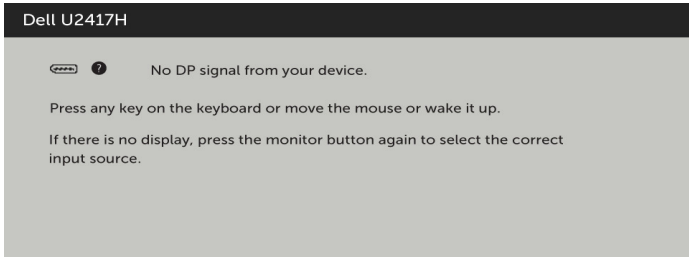 Dell U2417H
? No DP signal from your device.
Press any key on the keyboard or move the mouse or wake it up.
If there is no display, press the monitor button again to select the correct
input source.